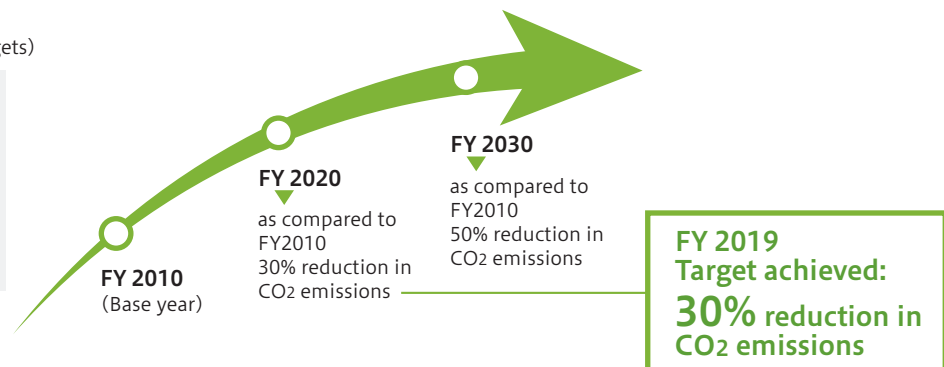 gets)
FY 2010
(Base year)
FY 2020
as compared to
FY2010
30% reduction in
CO2 emissions
FY 2030
as compared to
FY2010
50% reduction in
CO2 emissions
FY 2019
Target achieved:
30% reduction in
CO2 emissions